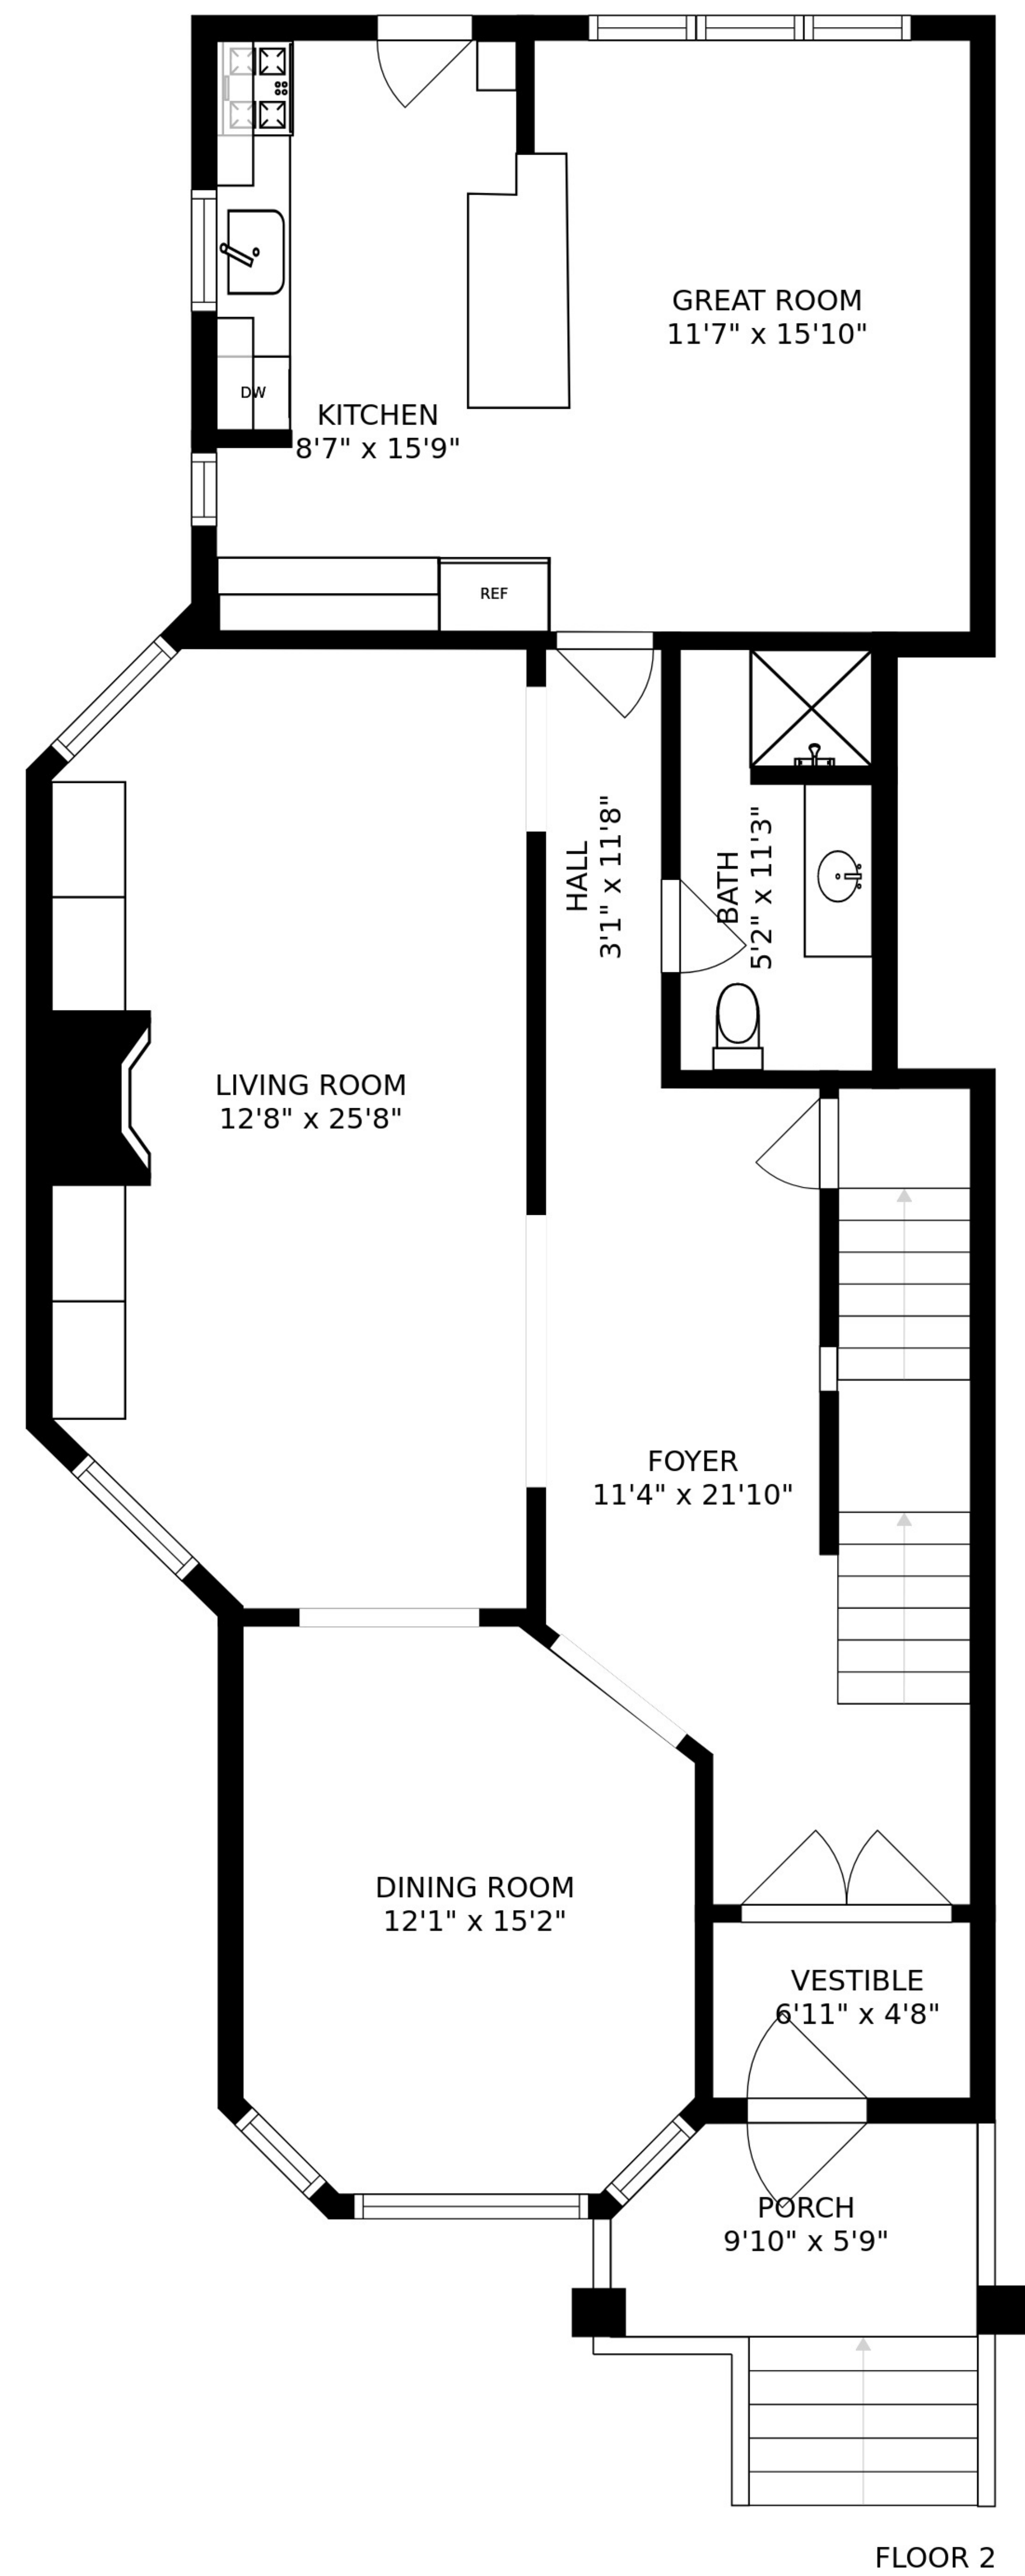 GREAT ROOM
11'7" x 15'10"
DW
KITCHEN
8'7" x 15'9"
REF
HALL
3'1" x 11'8"
BATH
5'2" x 11'3"
LIVING ROOM
12'8" x 25'8"
FOYER
11'4" x 21'10"
DINING ROOM
12'1" x 15'2"
VESTIBLE
6'11" x 4'8"
PORCH
9'10" x 5'9"
FLOOR 2